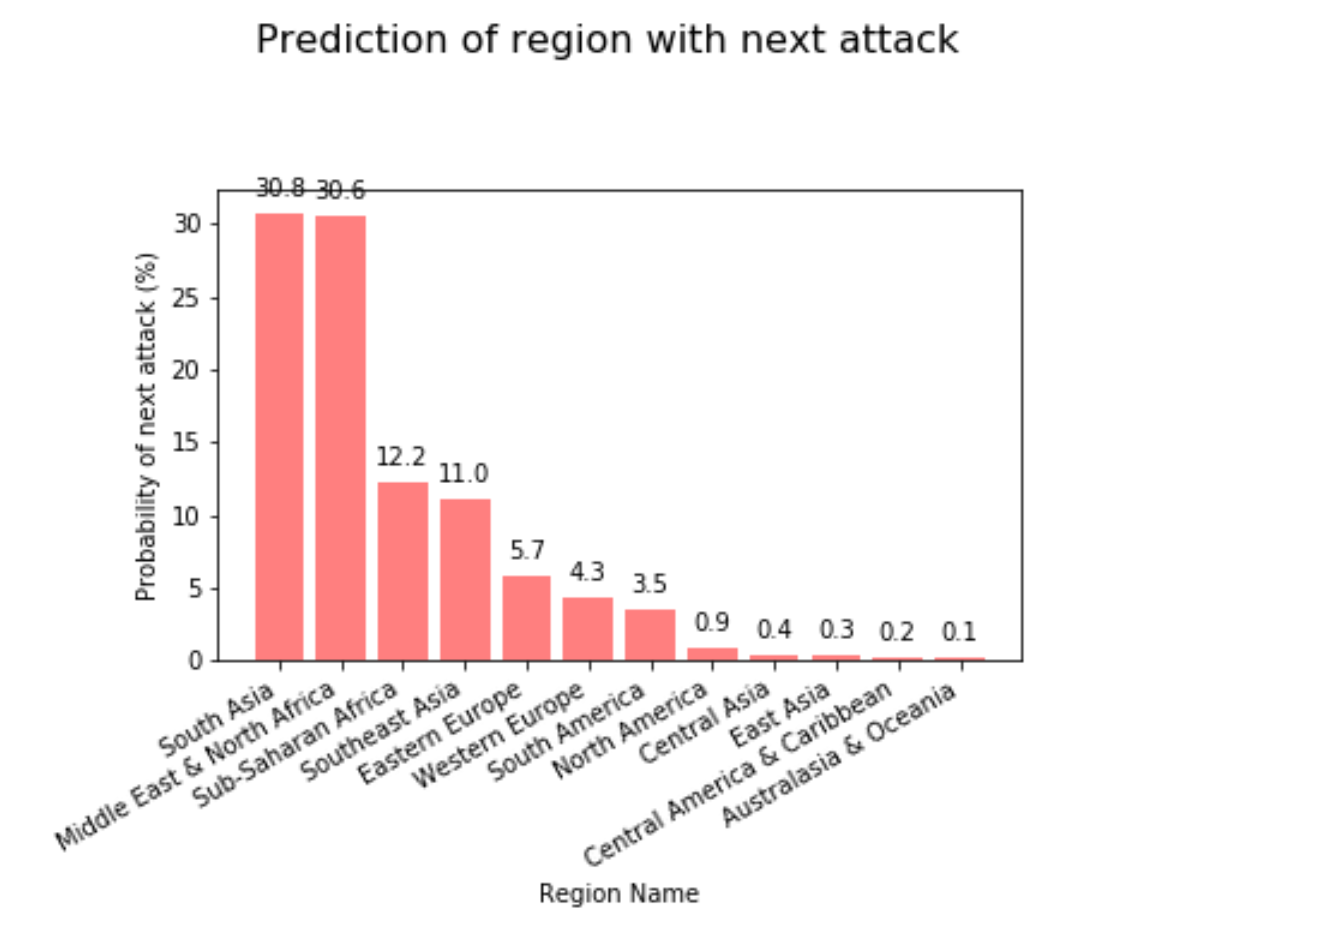 Prediction of region with next attack
30.8 30.6
30
25
20
15
10
5
0
Probability of next attack (%)
12.2
11.0
5.7
4.3
3.5
0.9
0.4
0.3
0.2
0.1
South Asia
Middle East & North Africa
Sub-Saharan Africa
Southeast Asia
Eastern Europe
Western Europe
South America
North America
Central Asia
East Asia
Central America & Caribbean
Australasia & Oceania
Region Name